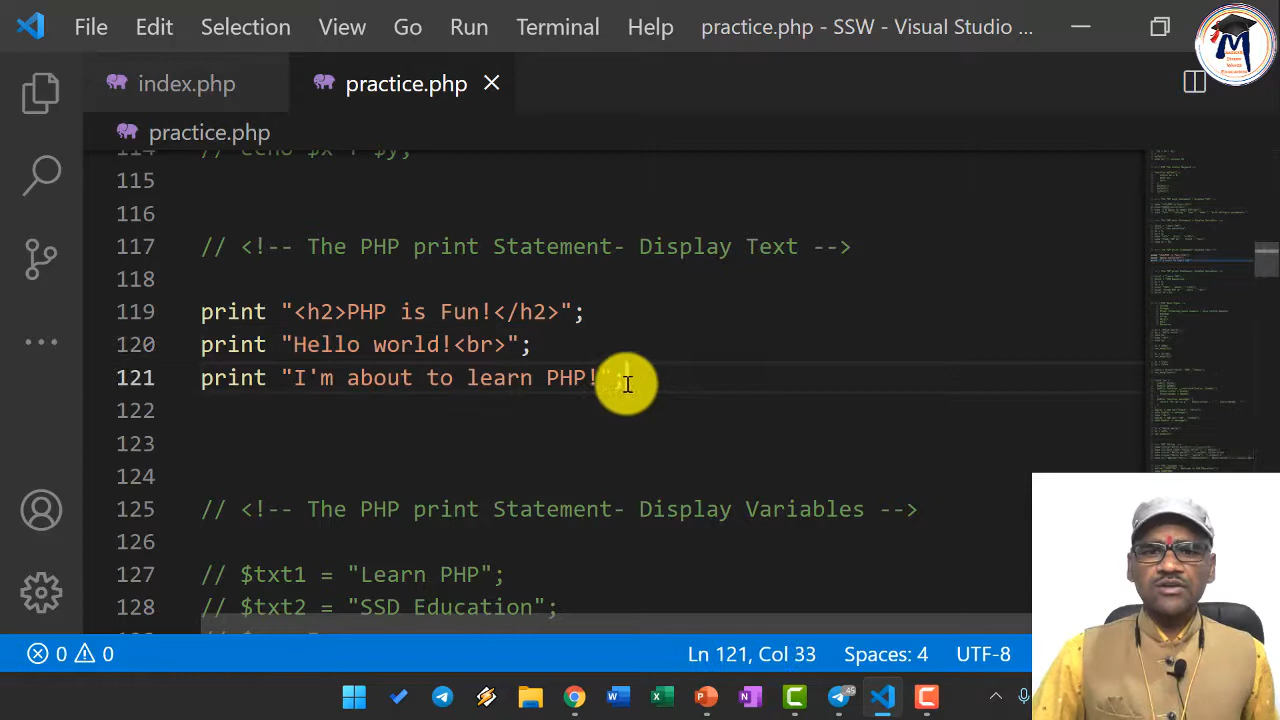 File Edit Selection View Go Run Terminal Help practice.php - SSW - Visual Studio ...
index.php practice.php
practice.php
114 // echo $x + $y;
115
116
117 // <!-- The PHP print Statement- Display Text -->
118
119 print "<h2>PHP is Fun!</h2>";
120 print "Hello world!<br>";
121 print "I'm about to learn PHP!";
122
123
124
125 // <!-- The PHP print Statement- Display Variables -->
126
127 // $txt1 = "Learn PHP";
128 // $txt2 = "SSD Education";
0 0 Ln 121, Col 33 Spaces: 4 UTF-8
45